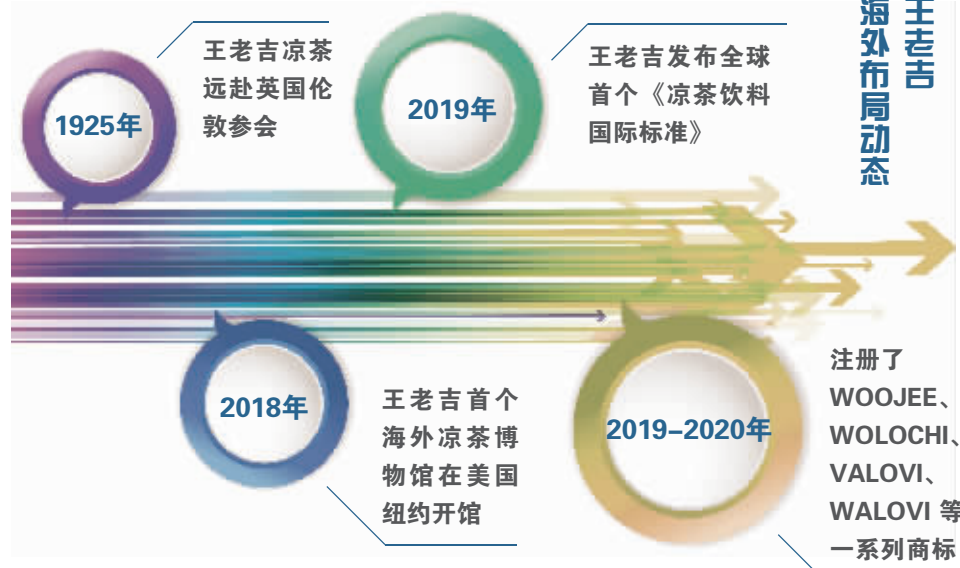 王老吉
海外布局动态
1925年
王老吉凉茶
远赴英国伦
敦参会
2018年
王老吉首个
海外凉茶博
物馆在美国
纽约开馆
2019年
王老吉发布全球
首个《凉茶饮料
国际标准》
2019–2020年
注册了
WOOJEE、
WOLOCHI、
VALOVI、
WALOVI 等
一系列商标